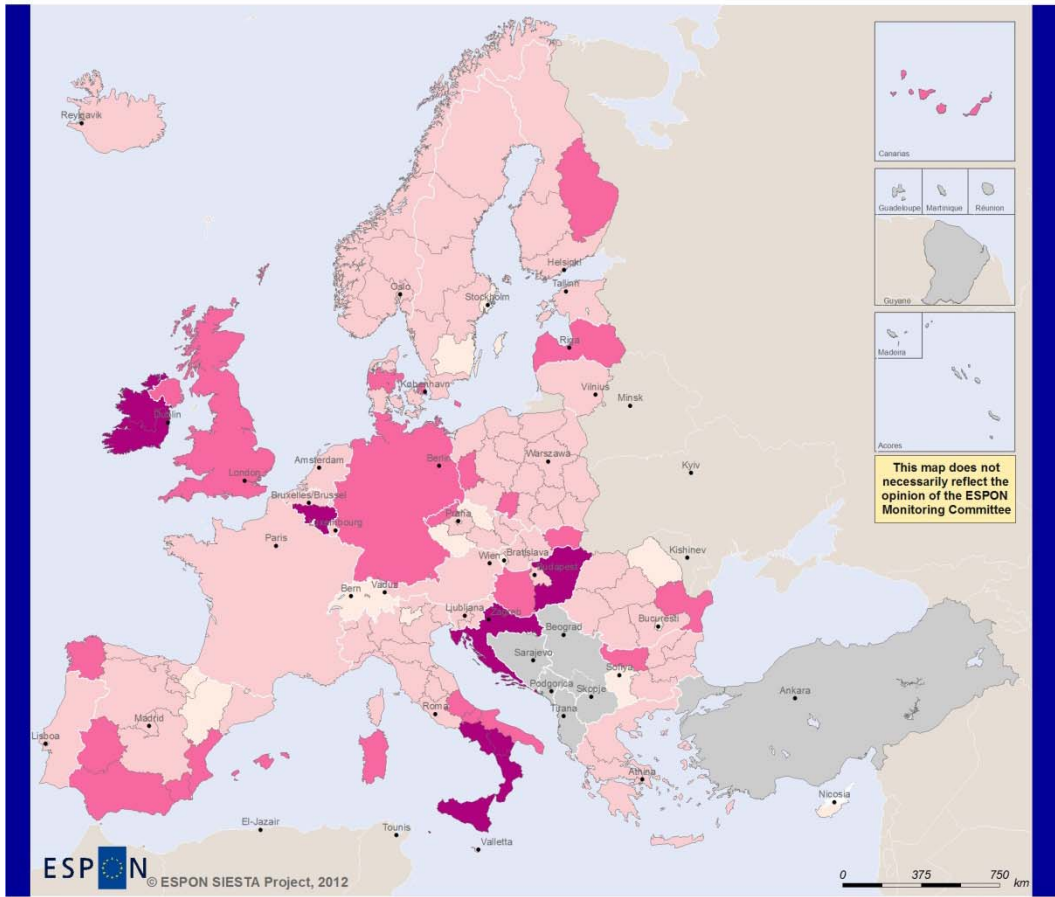 Reykjavik
Canarias
Guadeloupe
Martinique
Réunion
Guyane
Madeira
Acores
This map does not
necessarily reflect the
opinion of the ESPON
Monitoring Committee
Helsinki
Tallinn
Oslo
Stockholm
Riga
København
Vilnius
Minsk
Dublin
Amsterdam
Berlin
Warszawa
London
Kyiv
Bruxelles/Brussel
Praha
Paris
Wien
Bratislava
Kishinev
Budapest
Bern
Vaduz
Ljubljana
Zagreb
Bucuresti
Beograd
Sarajevo
Sofiya
Podgorica
Skopje
Ankara
Roma
Tirana
Madrid
Lisboa
Athina
Nicosia
El-Jazair
Tounis
Valletta
ESPON
© ESPON SIESTA Project, 2012
0 375 750
km